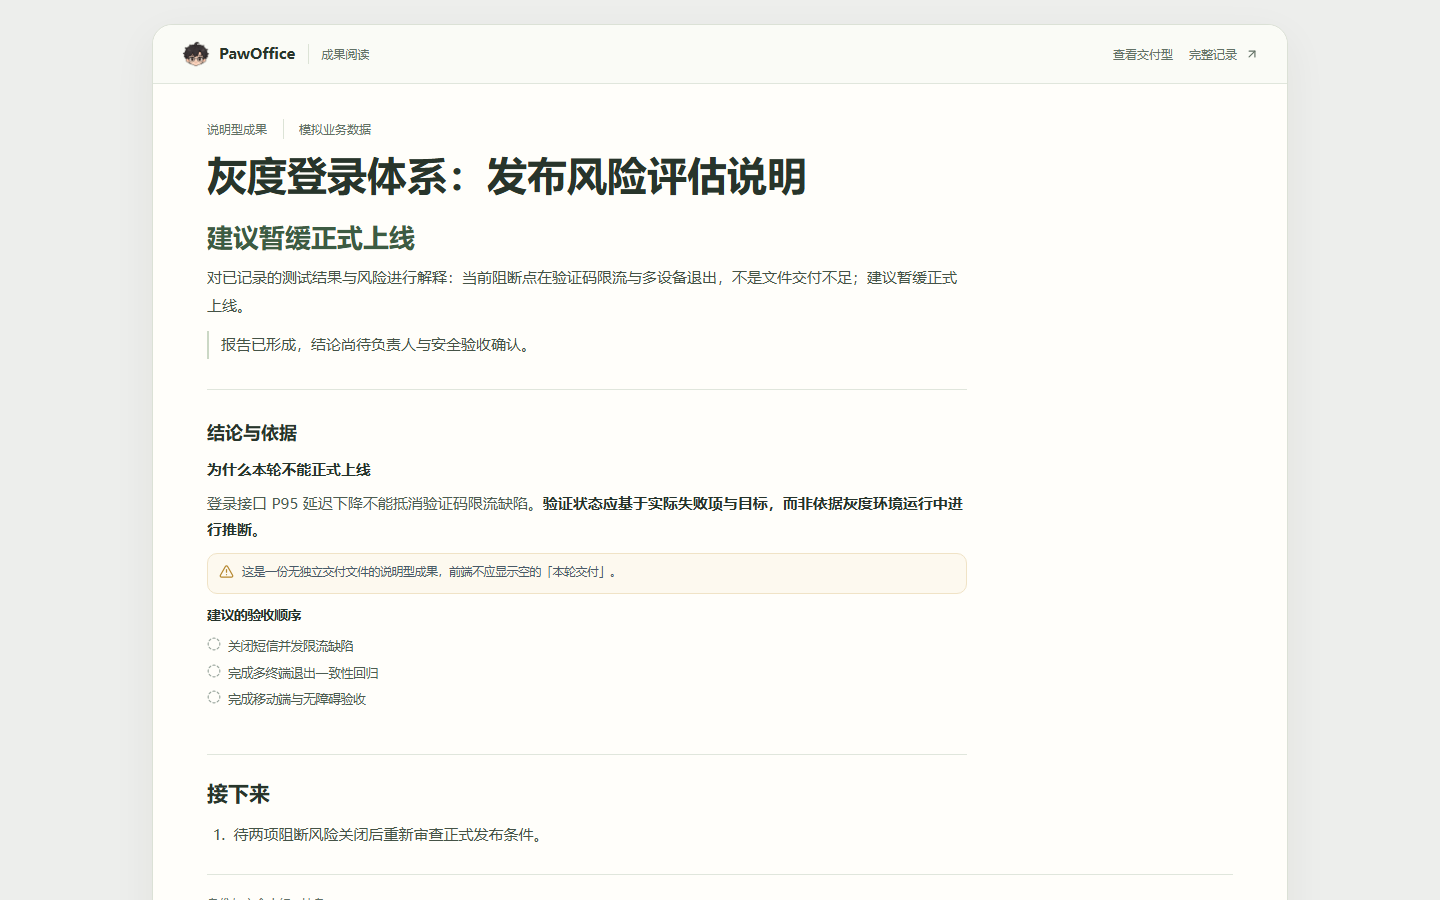 PawOffice
成果阅读
查看交付型
完整记录
说明型成果
模拟业务数据
灰度登录体系：发布风险评估说明
建议暂缓正式上线
对已记录的测试结果与风险进行解释：当前阻断点在验证码限流与多设备退出，不是文件交付不足；建议暂缓正式
上线。
报告已形成，结论尚待负责人与安全验收确认。
结论与依据
为什么本轮不能正式上线
登录接口 P95 延迟下降不能抵消验证码限流缺陷。验证状态应基于实际失败项与目标，而非依据灰度环境运行中进
行推断。
这是一份无独立交付文件的说明型成果，前端不应显示空的「本轮交付」。
建议的验收顺序
关闭短信并发限流缺陷
完成多终端退出一致性回归
完成移动端与无障碍验收
接下来
1. 待两项阻断风险关闭后重新审查正式发布条件。